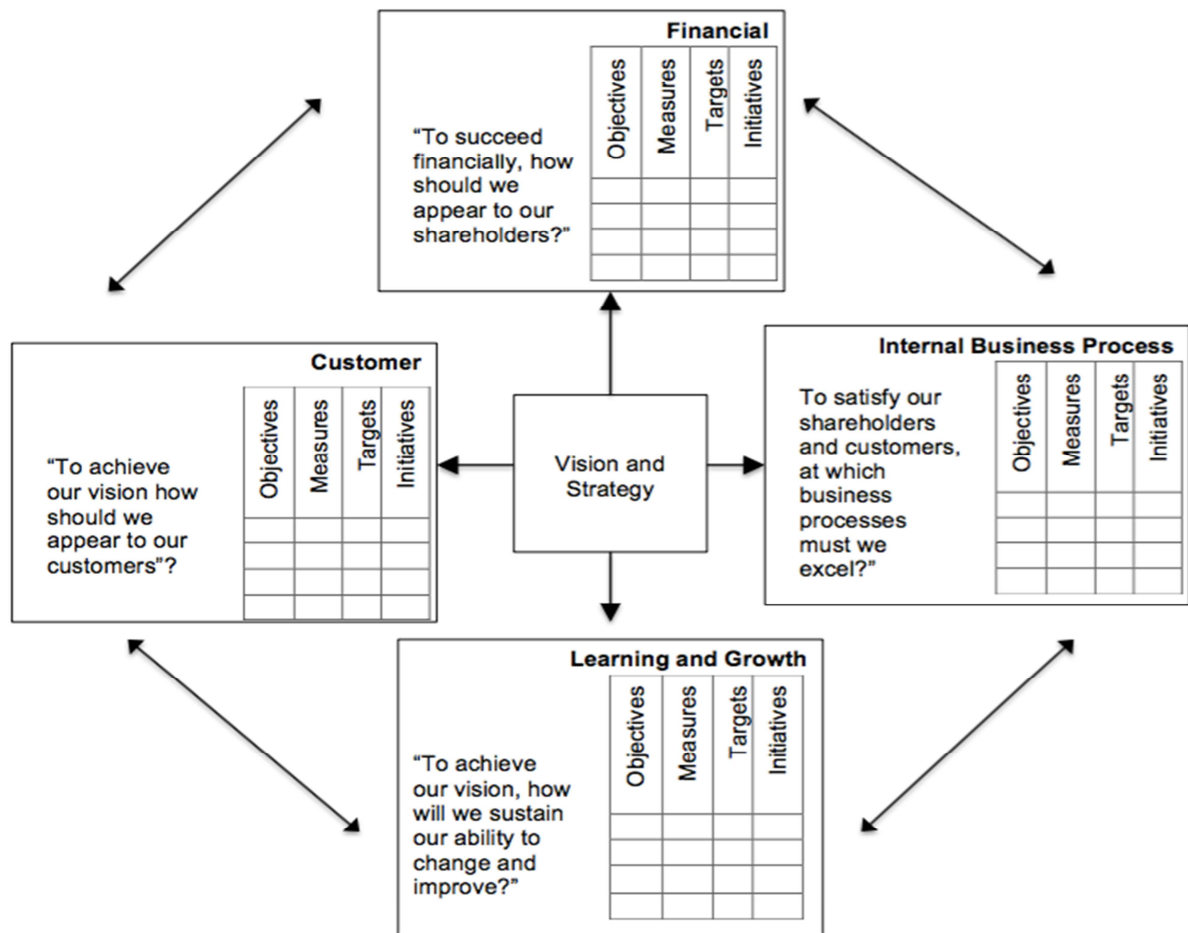 Financial
Objectives
Measures
Targets
Initiatives
“To succeed
financially, how
should we
appear to our
shareholders?”
Customer
Objectives
Measures
Targets
Initiatives
“To achieve
our vision how
should we
appear to our
customers”?
Vision and
Strategy
Internal Business Process
Objectives
Measures
Targets
Initiatives
To satisfy our
shareholders
and customers,
at which
business
processes
must we
excel?”
Learning and Growth
Objectives
Measures
Targets
Initiatives
“To achieve
our vision, how
will we sustain
our ability to
change and
improve?”